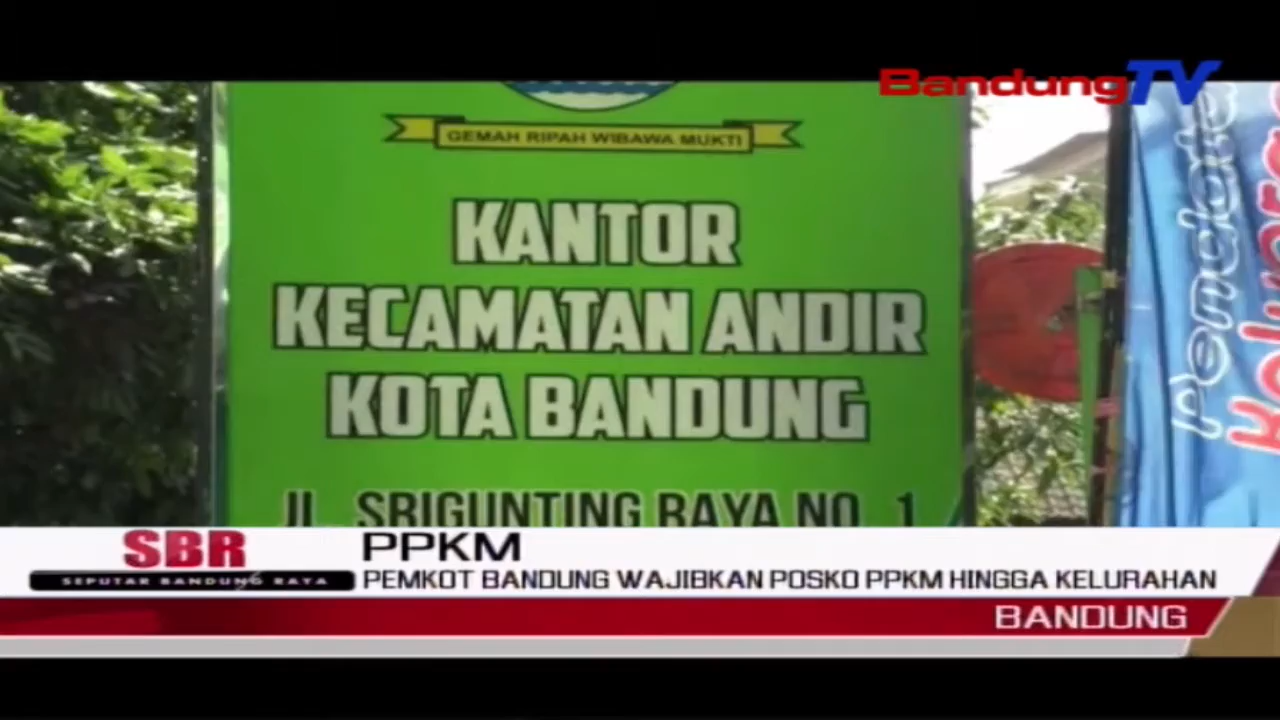 BandungTV
GEMAH RIPAH WIBAWA MUKTI
KANTOR
KECAMATAN ANDIR
KOTA BANDUNG
JL. SRIGUNTING RAYA NO. 1
SBR
SEPUTAR BANDUNG RAYA
PPKM
PEMKOT BANDUNG WAJIBKAN POSKO PPKM HINGGA KELURAHAN
BANDUNG